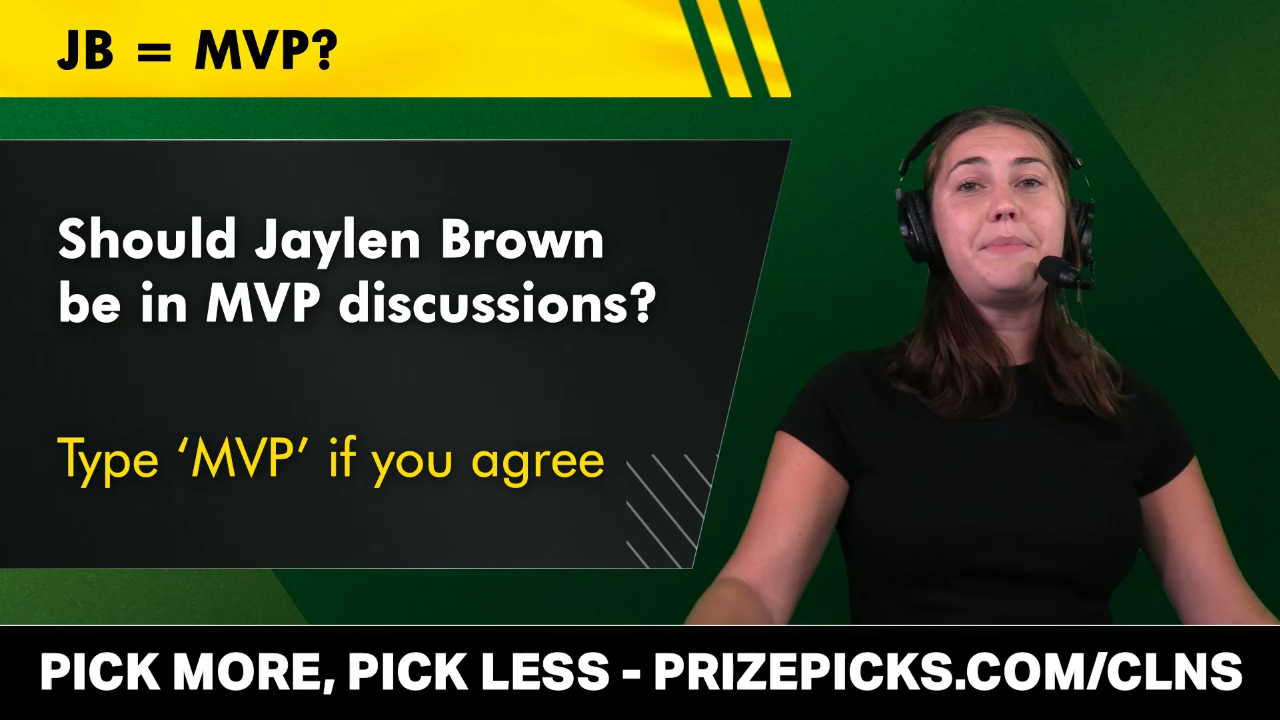 JB = MVP?
Should Jaylen Brown
be in MVP discussions?
Type ‘MVP’ if you agree
PICK MORE, PICK LESS - PRIZEPICKS.COM/CLNS